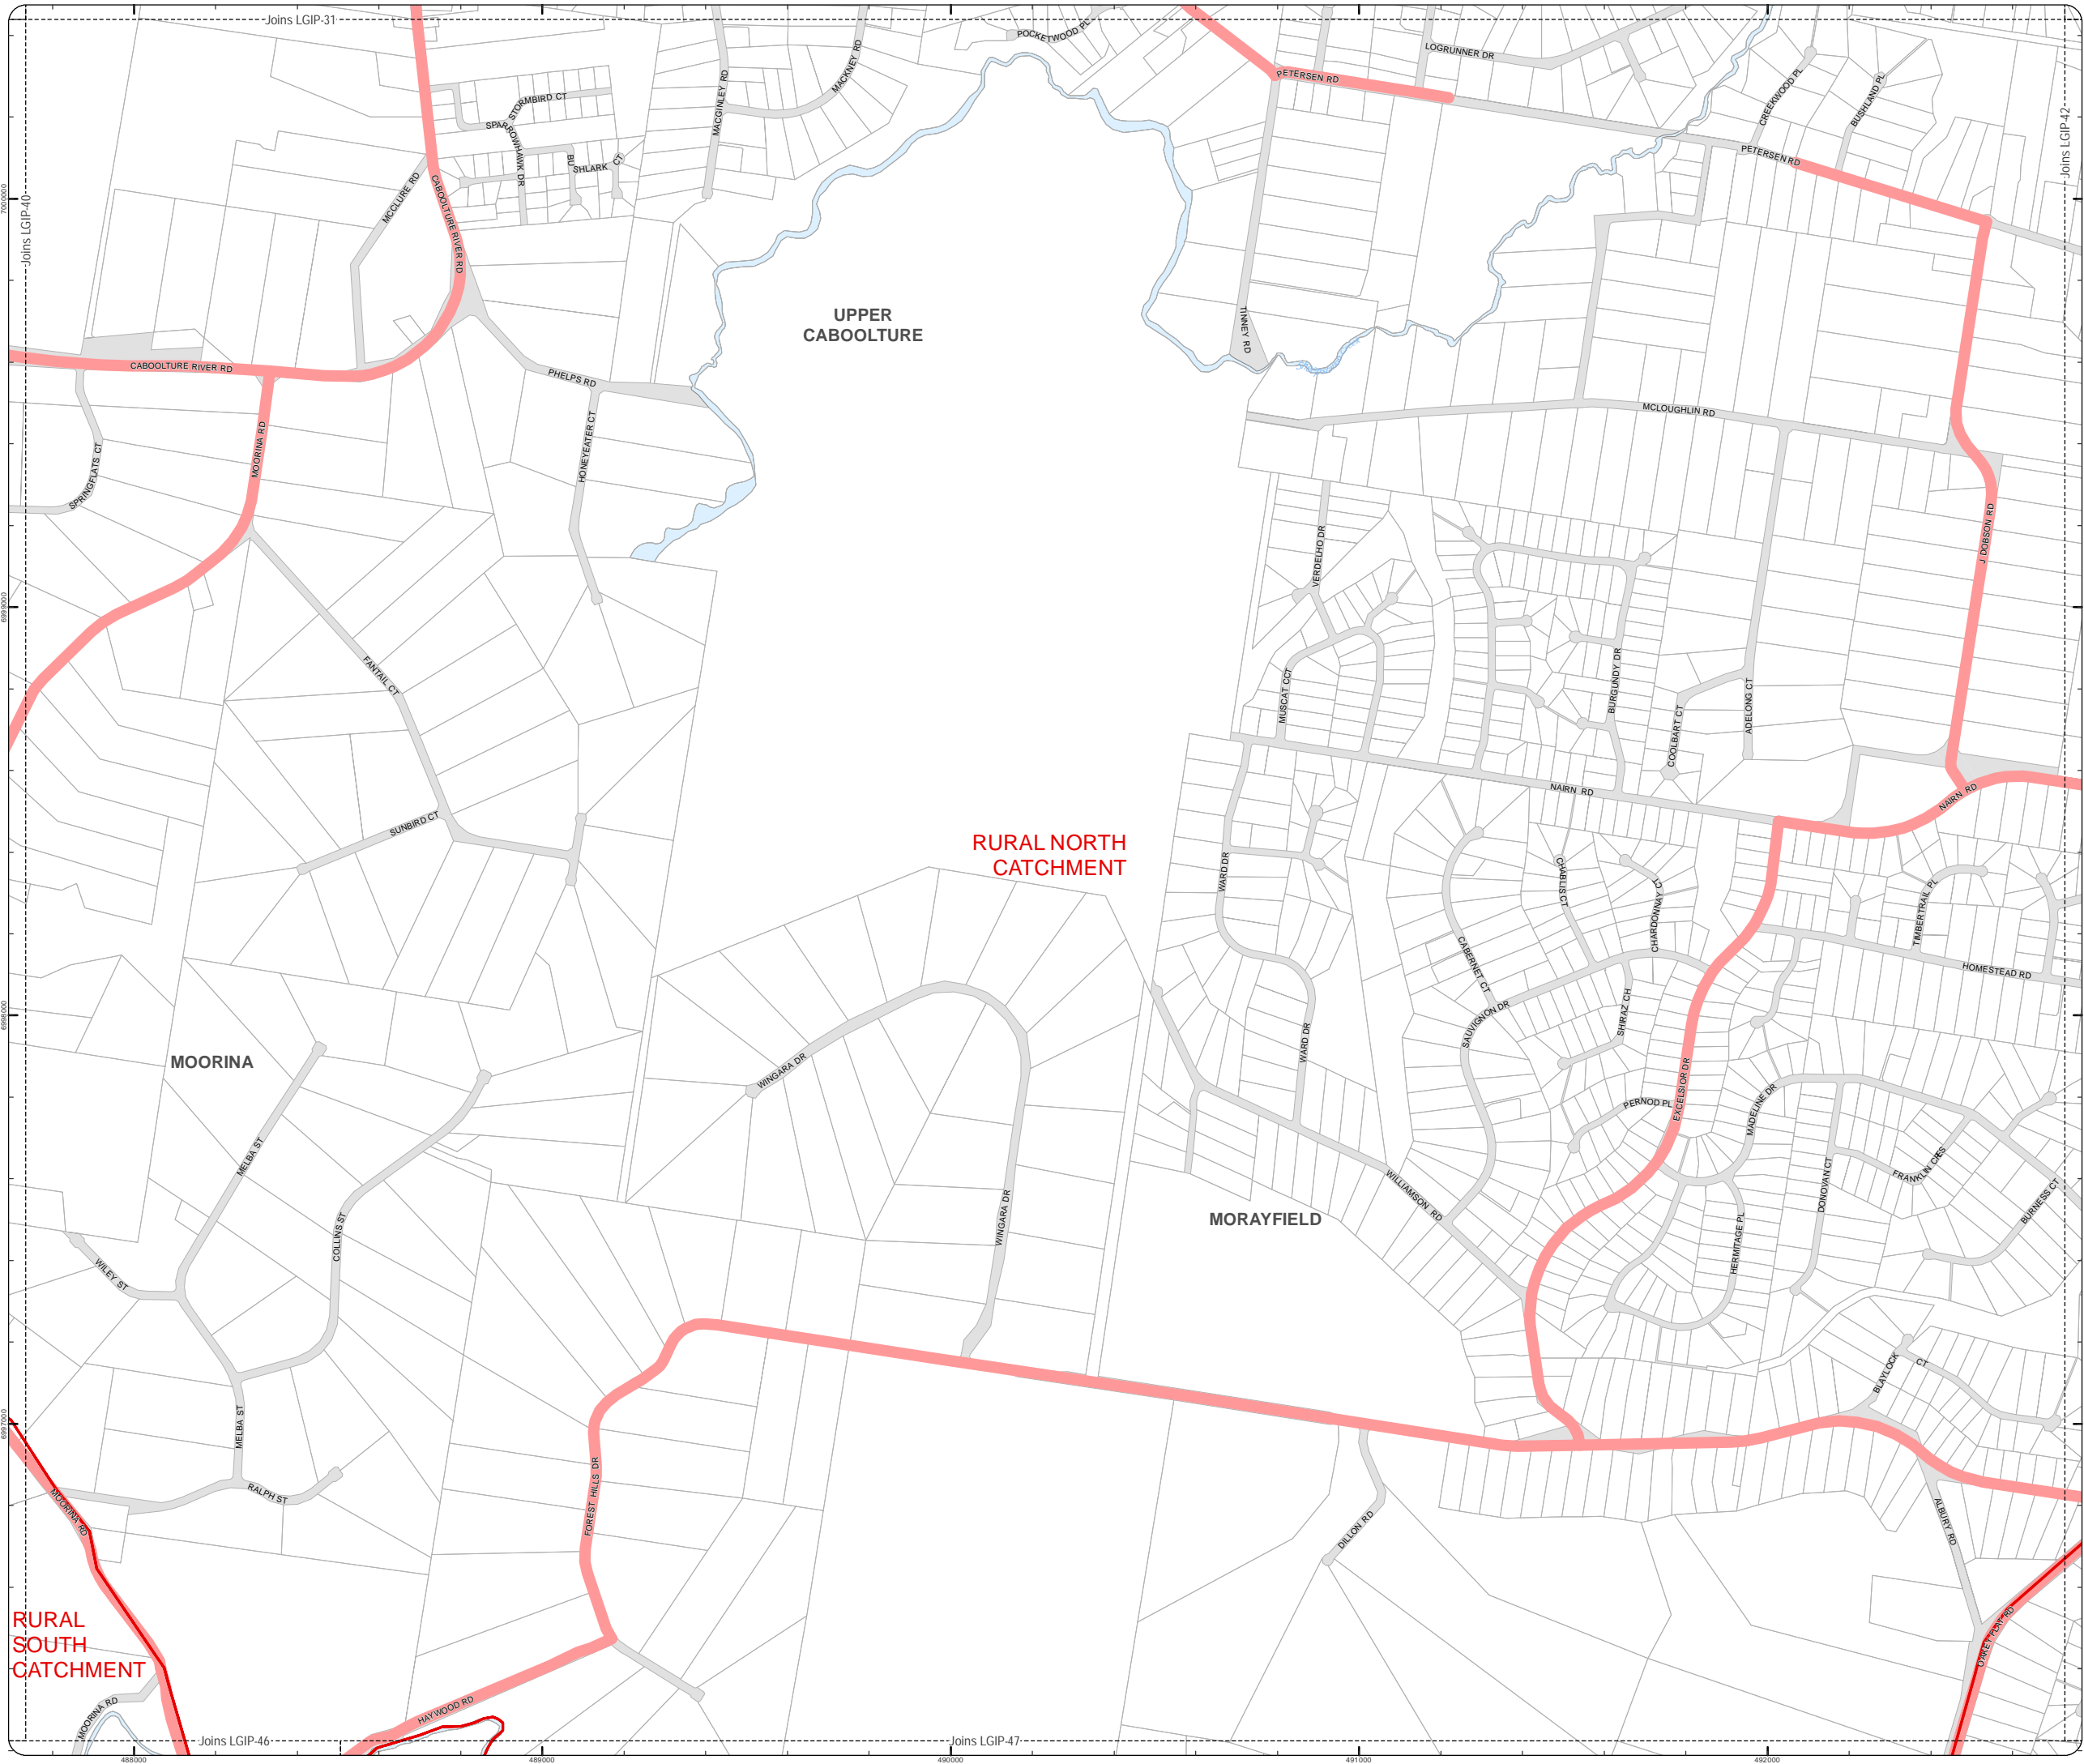 Joins LGIP-31
POCKETWOOD PL
LOGRUNNER DR
PETERSEN RD
MACKNEY RD
MACGINLEY RD
STORMBIRD CT
SPARROWHAWK DR
BUSHLARK CT
CREEKWOOD PL
BUSHLAND PL
PETERSEN RD
Joins LGIP-42
Joins LGIP-40
7000000
MCCLURE RD
CABOOLTURE RIVER RD
UPPER
CABOOLTURE
TINNEY RD
CABOOLTURE RIVER RD
PHELPS RD
MCLOUGHLIN RD
HONEYEATER CT
MOORINA RD
SPRINGFLATS CT
VERDELHO DR
J DOBSON RD
6999000
FANTAIL CT
MUSCAT CCT
BURGUNDY DR
COOLBART CT
ADELONG CT
NAIRN RD
NAIRN RD
SUNBIRD CT
RURAL NORTH
CATCHMENT
WARD DR
CHABLIS CT
CHARDONNAY CT
TIMBERTRAIL PL
CABERNET CT
HOMESTEAD RD
6998000
SAUVIGNON DR
SHIRAZ CH
WARD DR
MOORINA
WINGARA DR
EXCELSIOR DR
PERNOD PL
MADELINE DR
MELBA ST
FRANKLIN CRES
DONOVAN CT
BURNESS CT
WILLIAMSON RD
MORAYFIELD
WINGARA DR
COLLINS ST
HERMITAGE PL
WILEY ST
BLAYLOCK CT
6997000
MELBA ST
RALPH ST
MOORINA RD
FOREST HILLS DR
DILLON RD
ALBURY RD
RURAL
SOUTH
CATCHMENT
OAKEY FLAT RD
MOORINA RD
HAYWOOD RD
Joins LGIP-46
Joins LGIP-47
488000
489000
490000
491000
492000